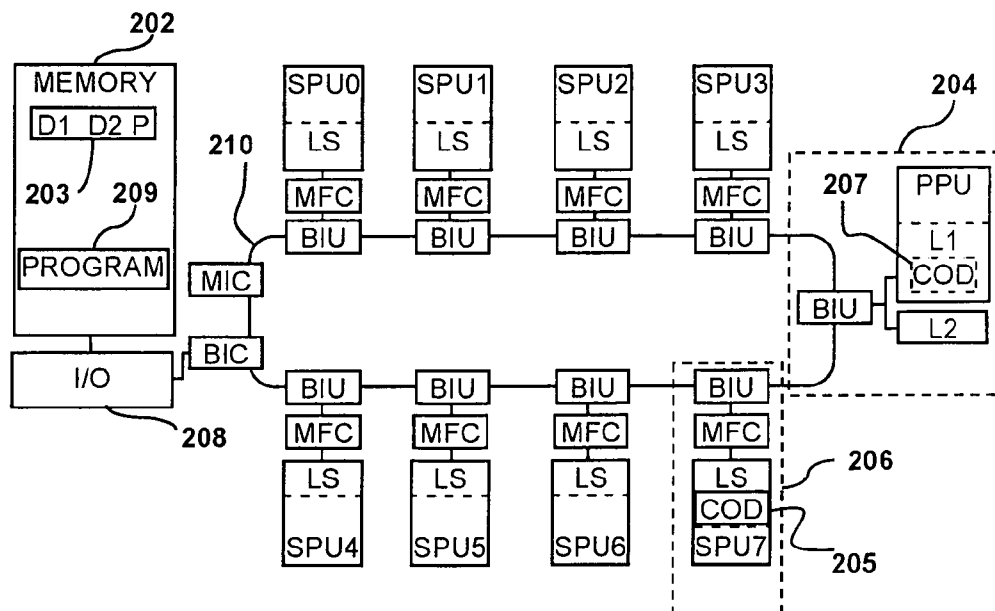 202
MEMORY
D1 D2 P
203
209
PROGRAM
I/O
208
210
MIC
BIC
SPU0 SPU1 SPU2 SPU3
LS LS LS LS
MFC MFC MFC MFC
BIU BIU BIU BIU
204
207
PPU
L1
COD
BIU
L2
BIU BIU BIU BIU
MFC MFC MFC MFC
LS LS LS LS
COD
SPU4 SPU5 SPU6 SPU7
206
205